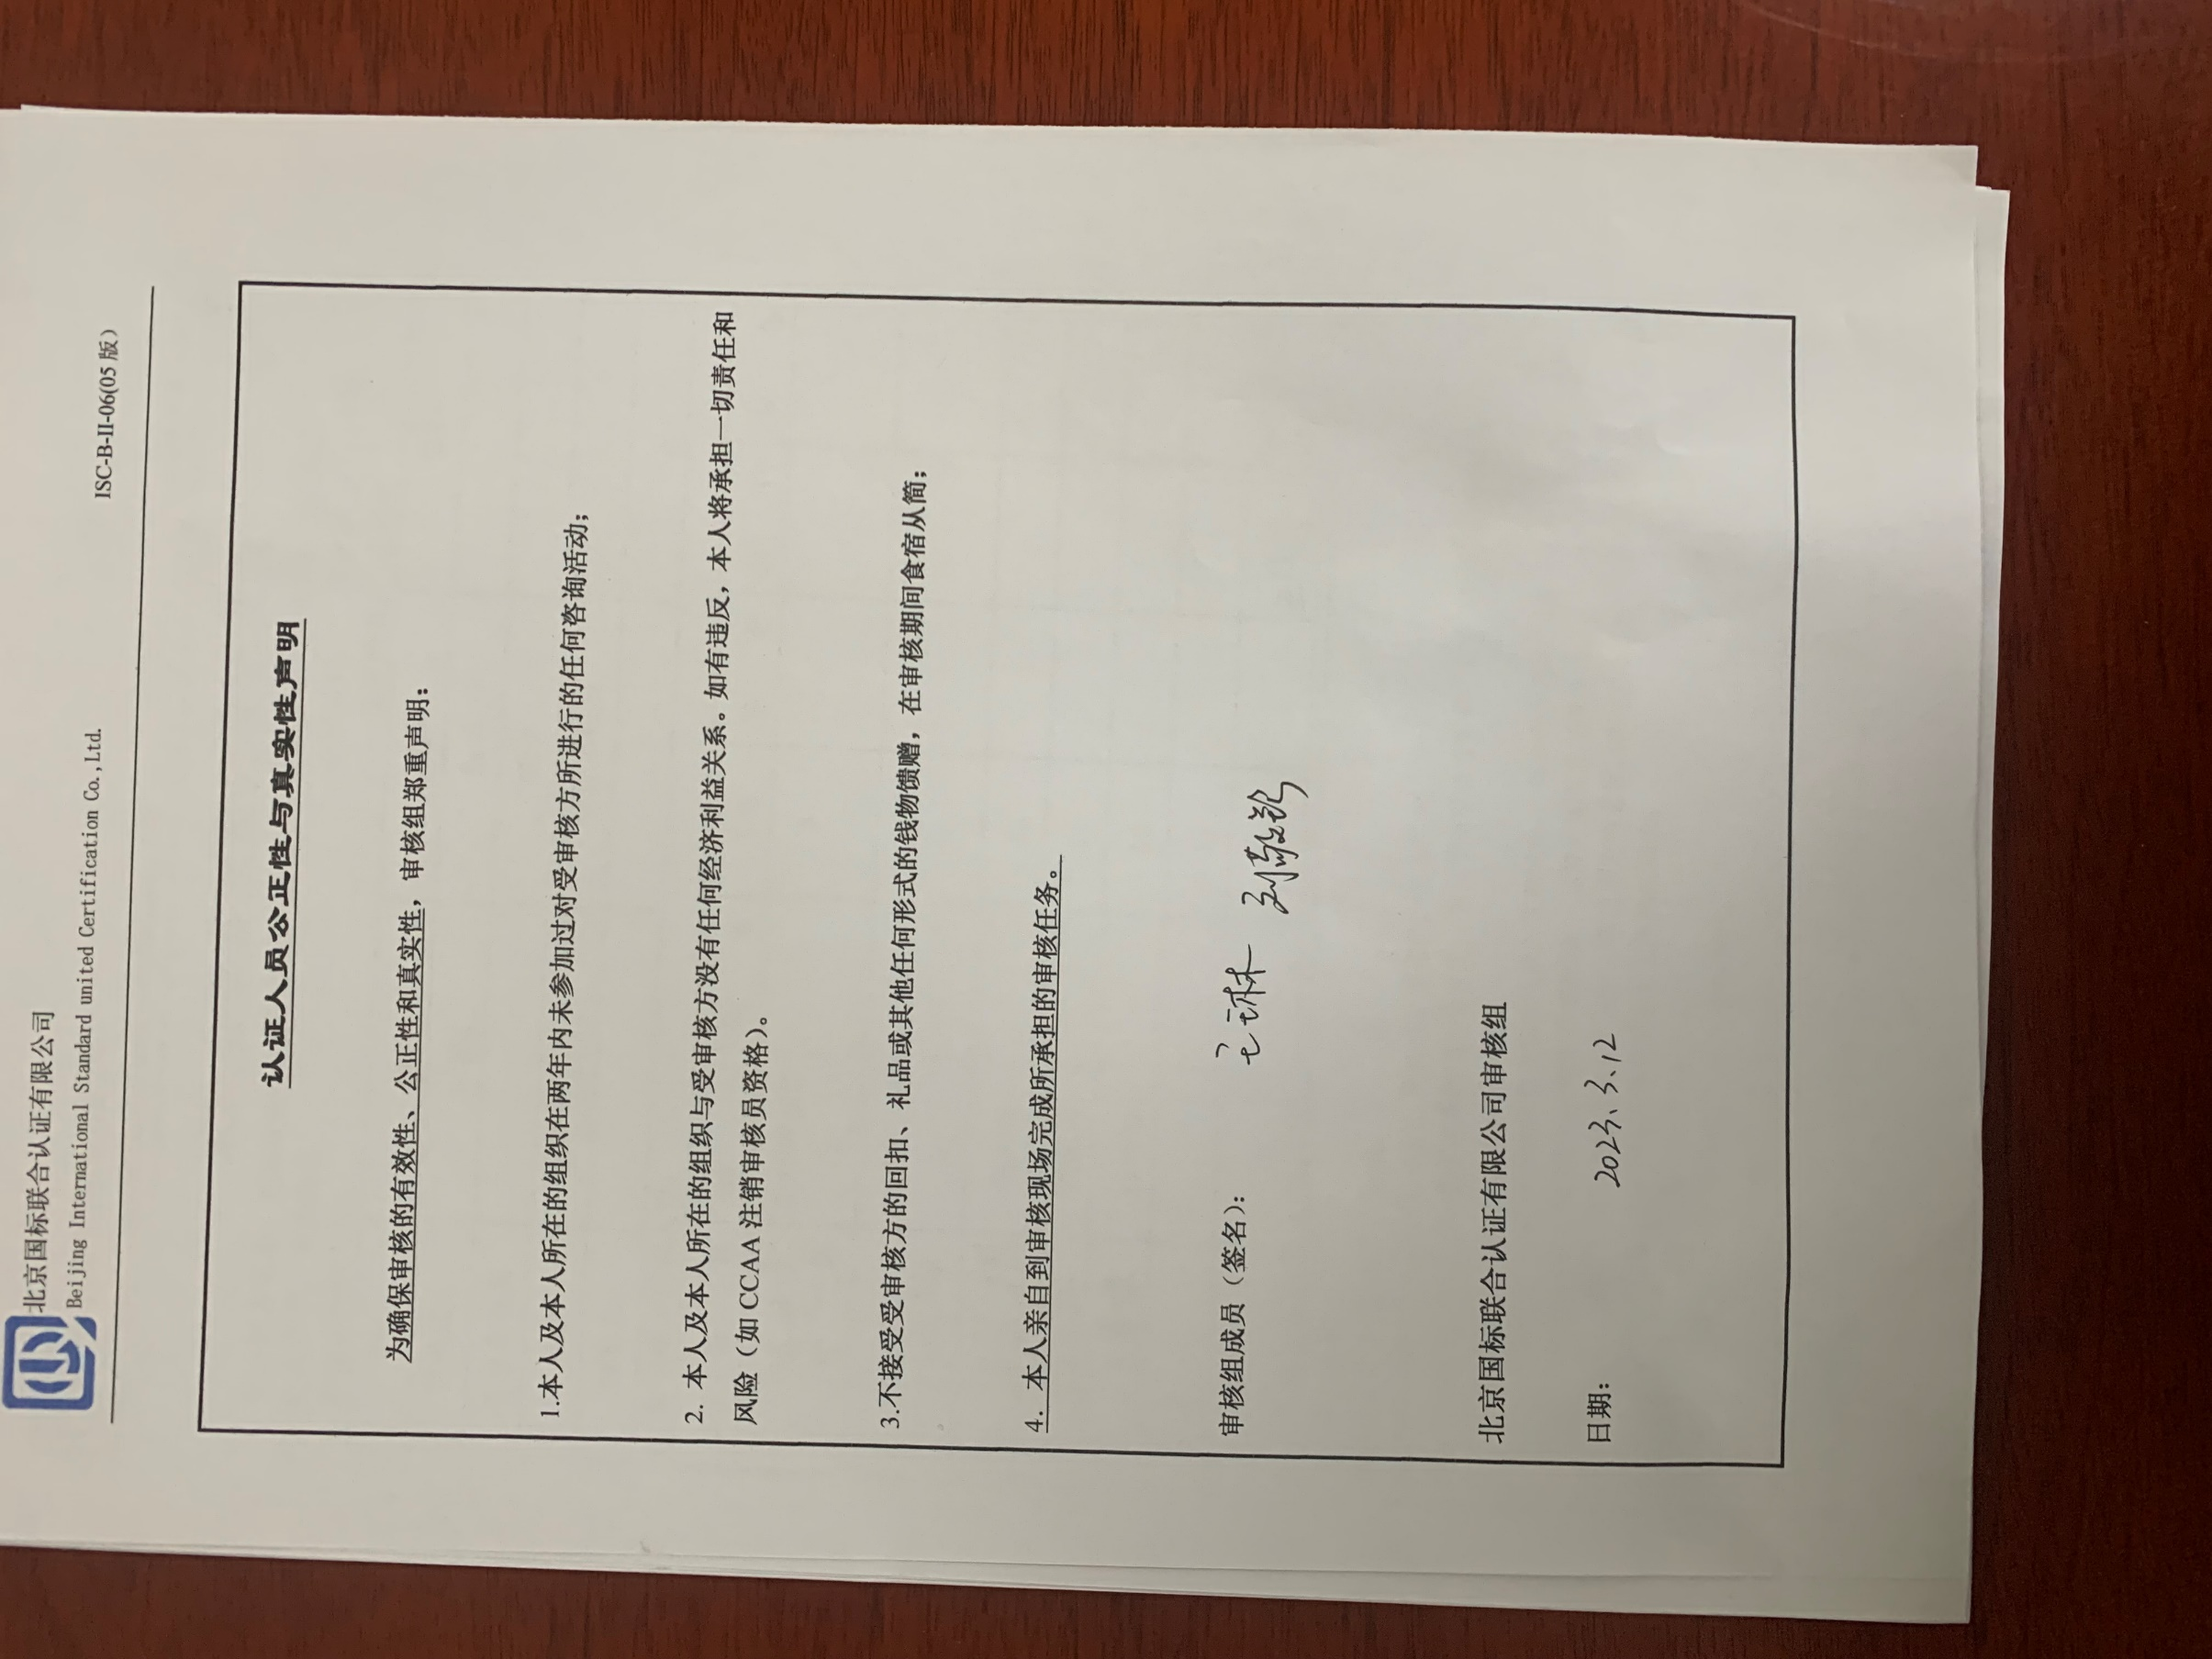 北京国标联合认证有限公司
Beijing International Standard united Certification Co.,Ltd.
ISC-B-II-06(05 版)
认证人员公正性与真实性声明
为确保审核的有效性、公正性和真实性，审核组郑重声明：
1.本人及本人所在的组织在两年内未参加过对受审核方所进行的任何咨询活动；
2. 本人及本人所在的组织与受审核方没有任何经济利益关系。如有违反，本人将承担一切责任和
风险（如 CCAA 注销审核员资格）。
3.不接受受审核方的回扣、礼品或其他任何形式的钱物馈赠，在审核期间食宿从简；
4. 本人亲自到审核现场完成所承担的审核任务。
审核组成员（签名）：
北京国标联合认证有限公司审核组
日期： 2023.3.12